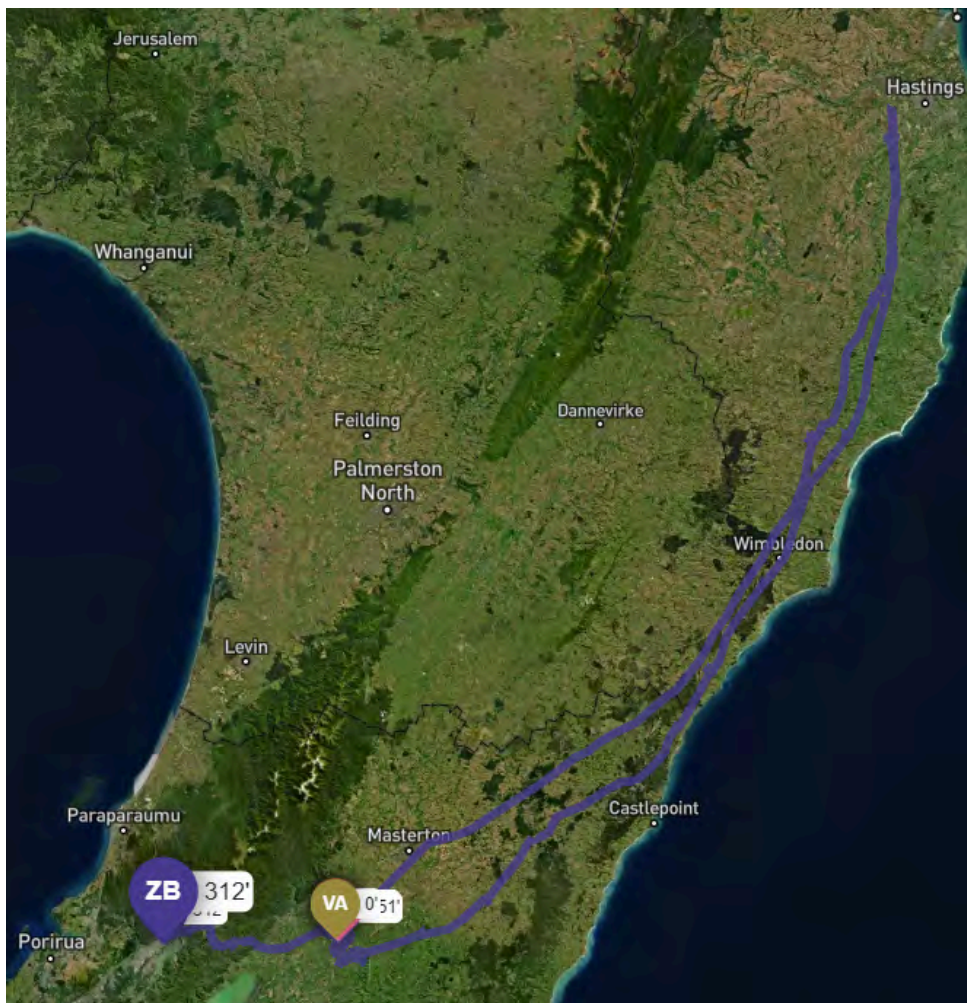 Jerusalem
Hastings
Whanganui
Dannevirke
Feilding
Palmerston
North
Wimbledon
Levin
Castlepoint
Paraparaumu
Masterton
ZB
312'
VA
0'
51'
Porirua